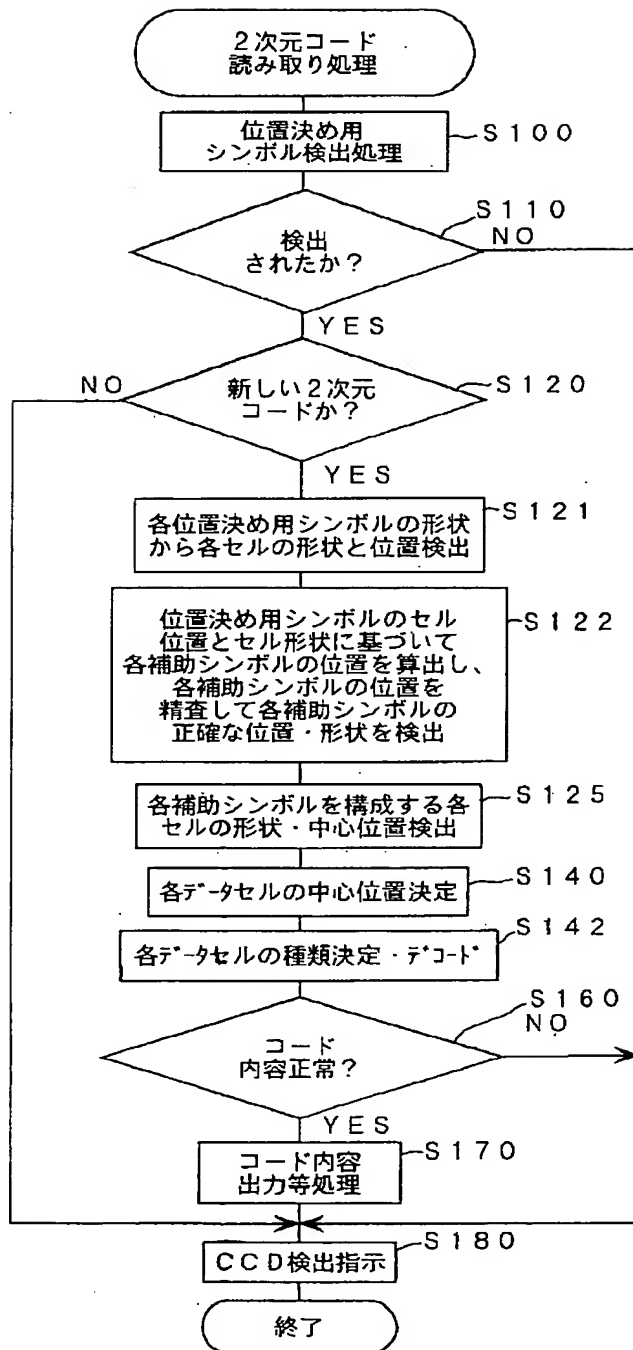 2次元コード
読み取り処理
位置決め用
シンボル検出処理
S100
S110
検出
されたか?
NO
YES
NO
新しい2次元
コードか?
S120
YES
各位置決め用シンボルの形状
から各セルの形状と位置検出
S121
位置決め用シンボルのセル
位置とセル形状に基づいて
各補助シンボルの位置を算出し、
各補助シンボルの位置を
精査して各補助シンボルの
正確な位置・形状を検出
S122
各補助シンボルを構成する各
セルの形状・中心位置検出
S125
各データセルの中心位置決定
S140
各データセルの種類決定・デコード
S142
コード
内容正常?
S160
NO
YES
コード内容
出力等処理
S170
CCD検出指示
S180
終了